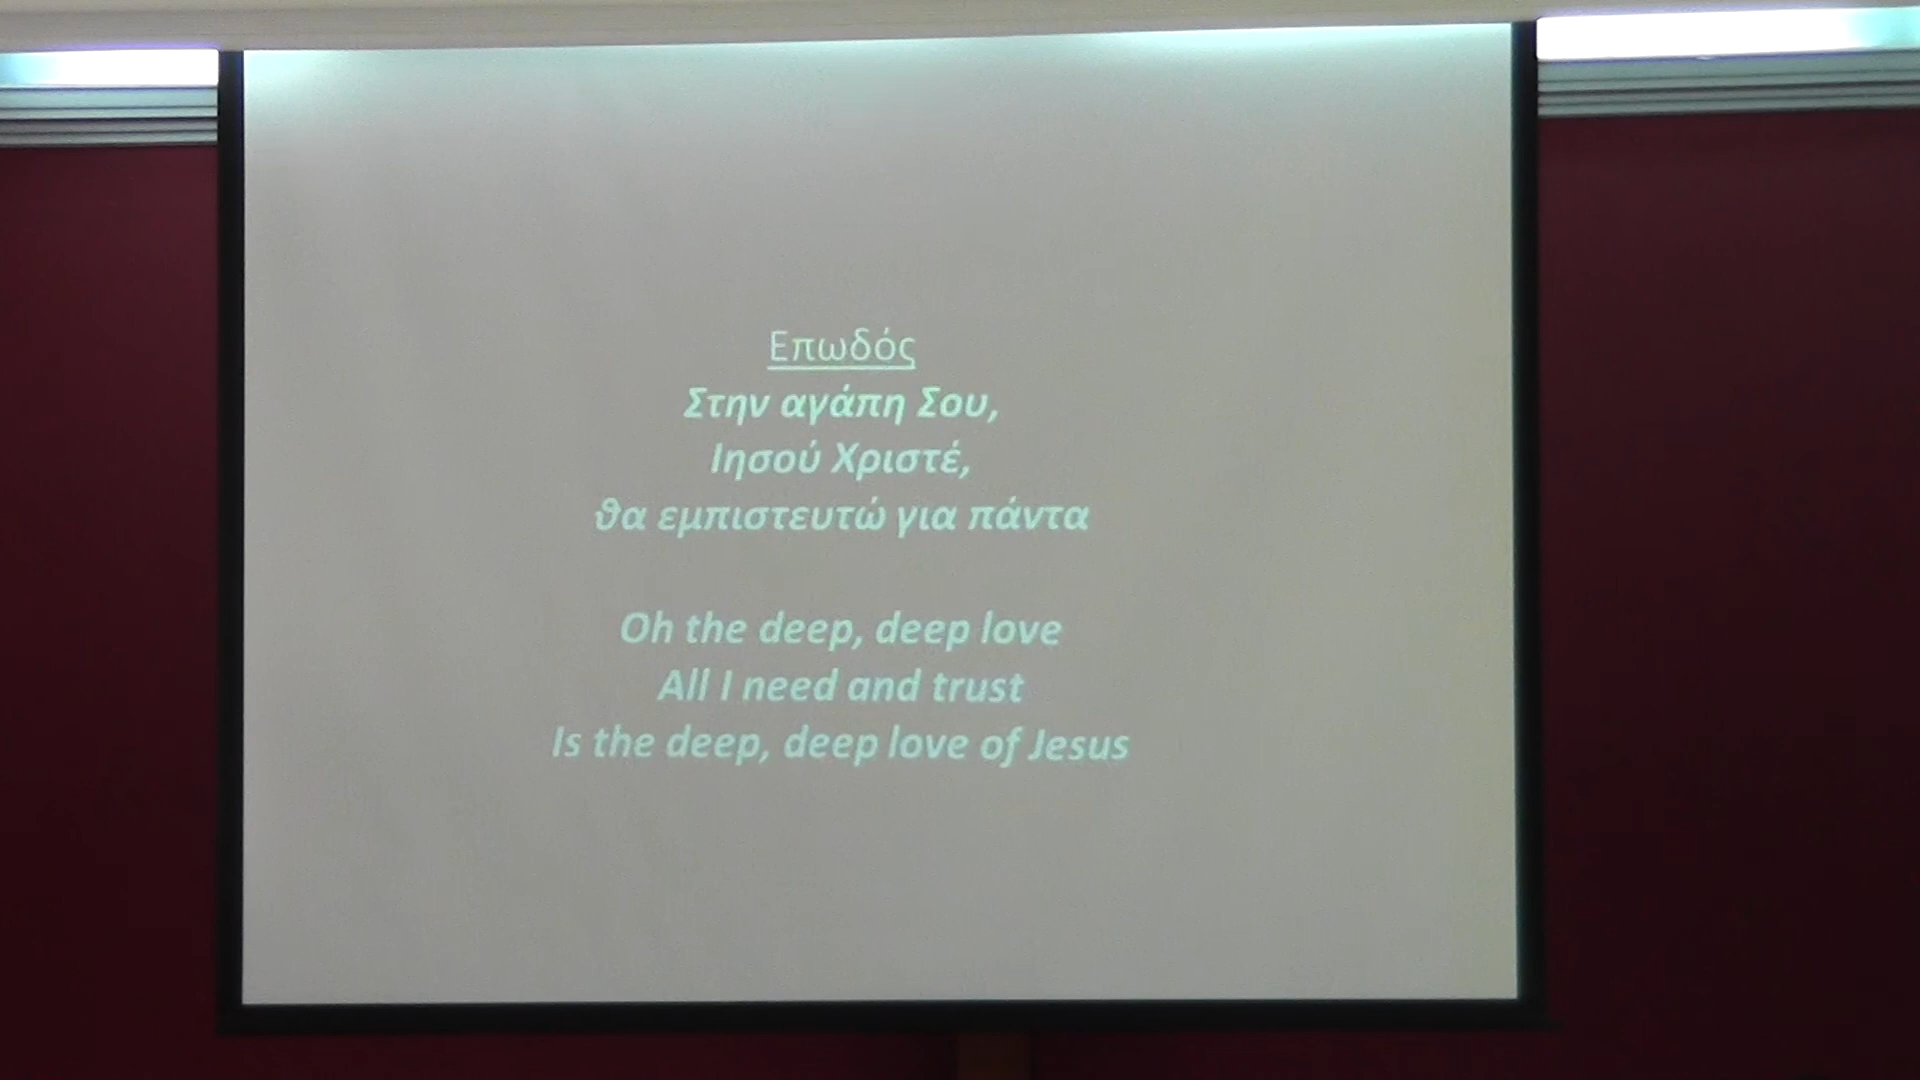 Επωδός
Στην αγάπη Σου,
Ιησού Χριστέ,
θα εμπιστευτώ για πάντα
Oh the deep, deep love
All I need and trust
Is the deep, deep love of Jesus